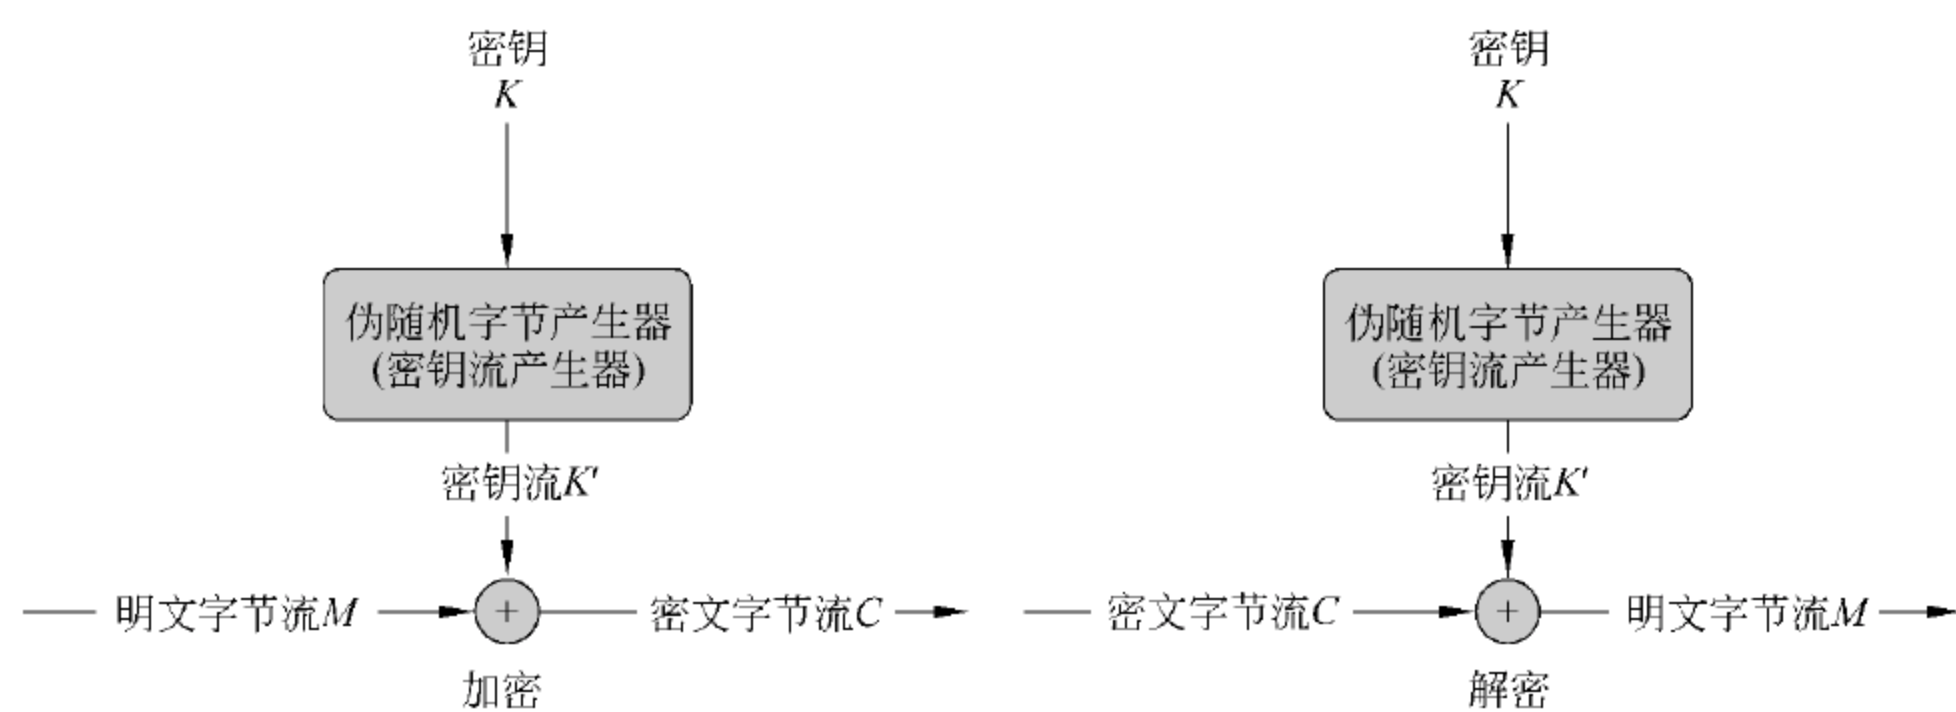 密钥
K
伪随机字节产生器
(密钥流产生器)
密钥流K'
明文字节流M
+
密文字节流C
加密
密钥
K
伪随机字节产生器
(密钥流产生器)
密钥流K'
密文字节流C
+
明文字节流M
解密